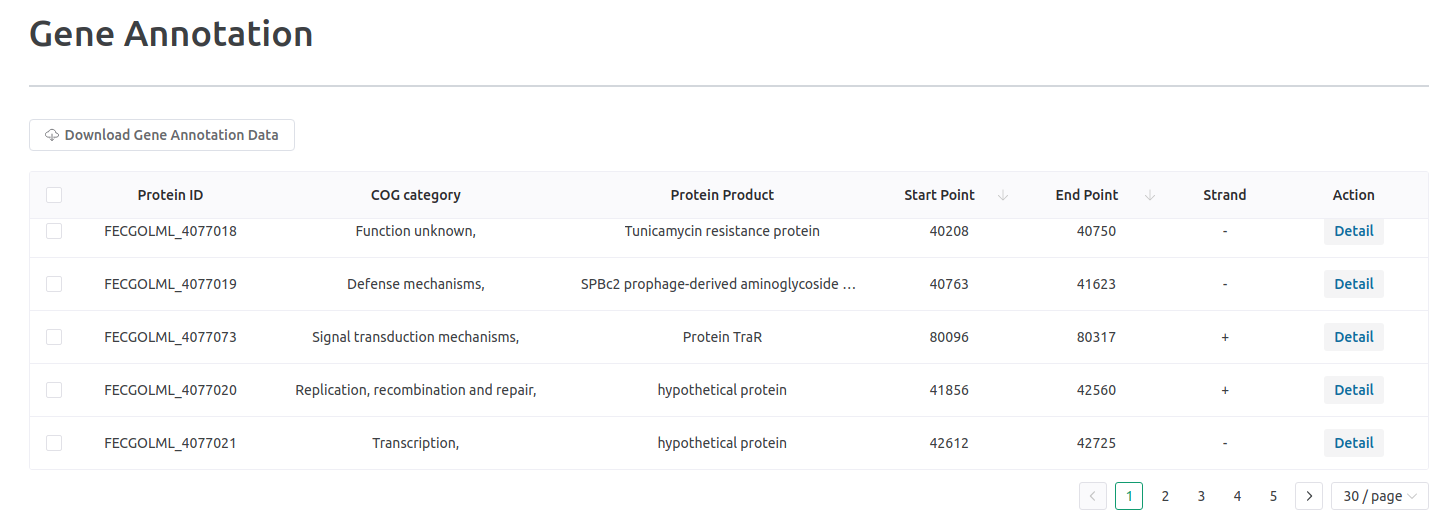 Gene Annotation
Download Gene Annotation Data
Protein ID COG category Protein Product Start Point End Point Strand Action
FECGOLML_4077018 Function unknown, Tunicamycin resistance protein 40208 40750 - Detail
FECGOLML_4077019 Defense mechanisms, SPBc2 prophage-derived aminoglycoside … 40763 41623 - Detail
FECGOLML_4077073 Signal transduction mechanisms, Protein TraR 80096 80317 + Detail
FECGOLML_4077020 Replication, recombination and repair, hypothetical protein 41856 42560 + Detail
FECGOLML_4077021 Transcription, hypothetical protein 42612 42725 - Detail
1 2 3 4 5 30 / page